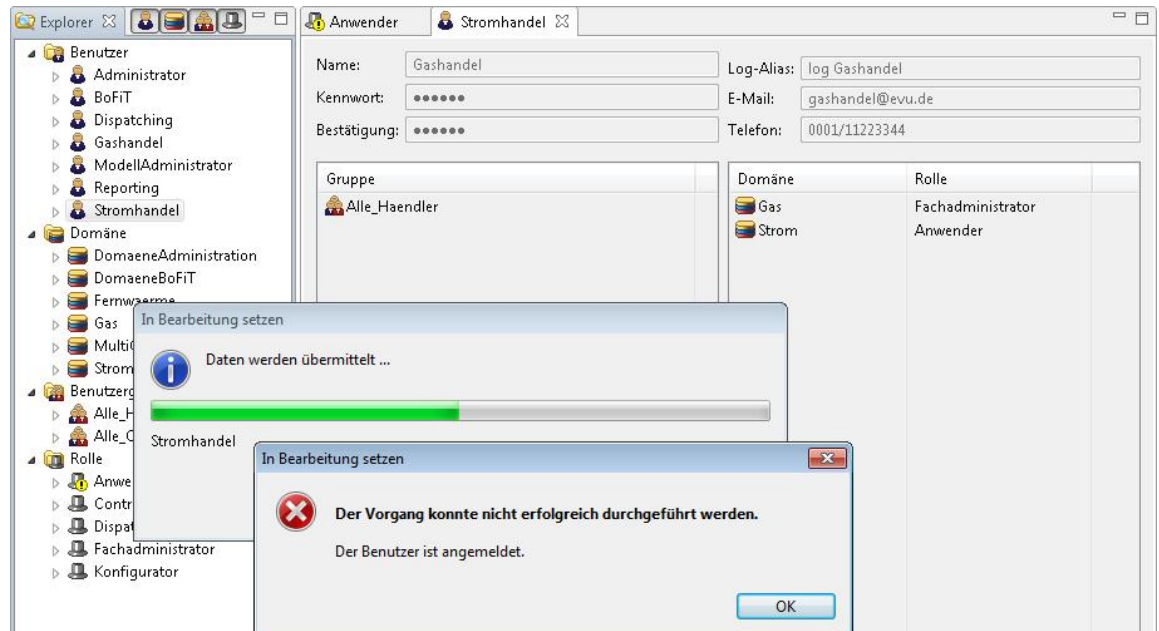 Explorer
Benutzer
Administrator
BoFiT
Dispatching
Gashandel
ModellAdministrator
Reporting
Stromhandel
Domäne
DomaeneAdministration
DomaeneBoFiT
Fernwaerme
Gas
Strom
Rolle
Fachadministrator
Konfigurator
Anwender
Stromhandel
Name: Gashandel
Kennwort: ●●●●●●
Bestätigung: ●●●●●●
Log-Alias: log Gashandel
E-Mail: gashandel@evu.de
Telefon: 0001/11223344
Gruppe
Alle_Haendler
Domäne Rolle
Gas Fachadministrator
Strom Anwender
In Bearbeitung setzen
Daten werden übermittelt ...
Stromhandel
In Bearbeitung setzen
Der Vorgang konnte nicht erfolgreich durchgeführt werden.
Der Benutzer ist angemeldet.
OK